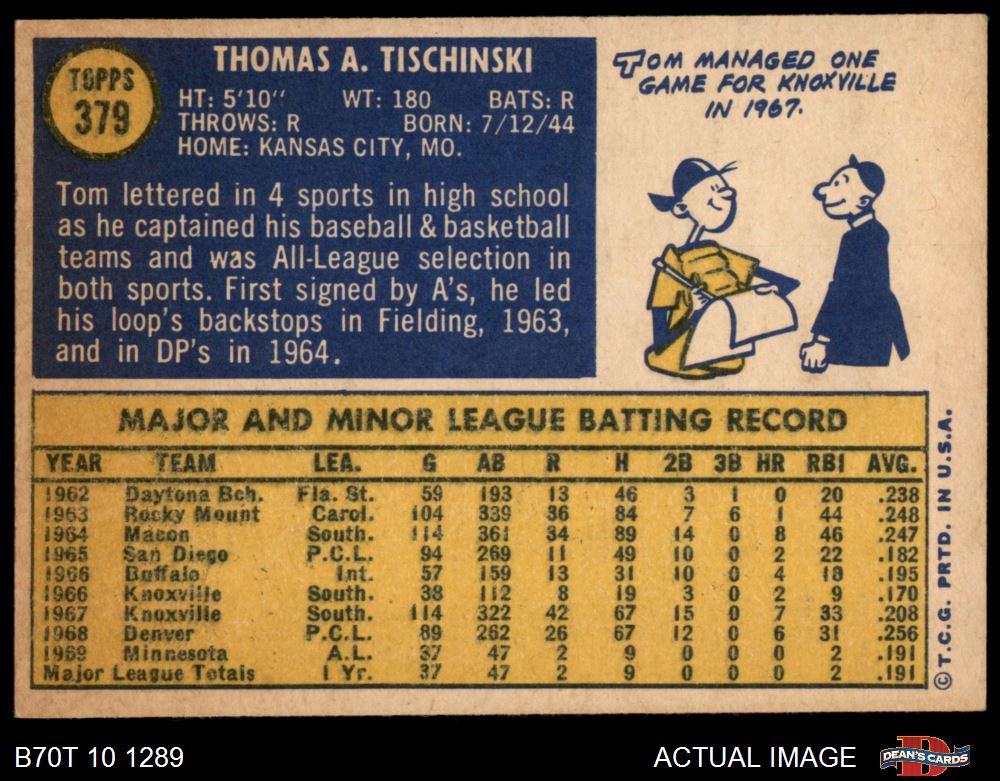 TOPPS
379
THOMAS A. TISCHINSKI
HT: 5'10" WT: 180 BATS: R
THROWS: R BORN: 7/12/44
HOME: KANSAS CITY, MO.
Tom lettered in 4 sports in high school
as he captained his baseball & basketball
teams and was All-League selection in
both sports. First signed by A's, he led
his loop's backstops in Fielding, 1963,
and in DP's in 1964.
TOM MANAGED ONE
GAME FOR KNOXVILLE
IN 1967.
MAJOR AND MINOR LEAGUE BATTING RECORD
YEAR TEAM LEA. G AB R H 2B 3B HR RBI AVG.
1962 Daytona Bch. Fla. St. 59 193 13 46 3 1 0 20 .238
1963 Rocky Mount Carol. 104 339 36 84 7 6 1 44 .248
1964 Macon South. 114 361 34 89 14 0 8 46 .247
1965 San Diego P.C.L. 94 269 11 49 10 0 2 22 .182
1966 Buffalo Int. 57 159 13 31 10 0 4 18 .195
1966 Knoxville South. 38 112 8 19 3 0 2 9 .170
1967 Knoxville South. 114 322 42 67 15 0 7 33 .208
1968 Denver P.C.L. 89 262 26 67 12 0 6 31 .256
1969 Minnesota A.L. 37 47 2 9 0 0 0 2 .191
Major League Totals 1 Yr. 37 47 2 9 0 0 0 2 .191
© T.C.G. PRTD. IN U.S.A.
B70T 10 1289 ACTUAL IMAGE
DEAN'S CARDS